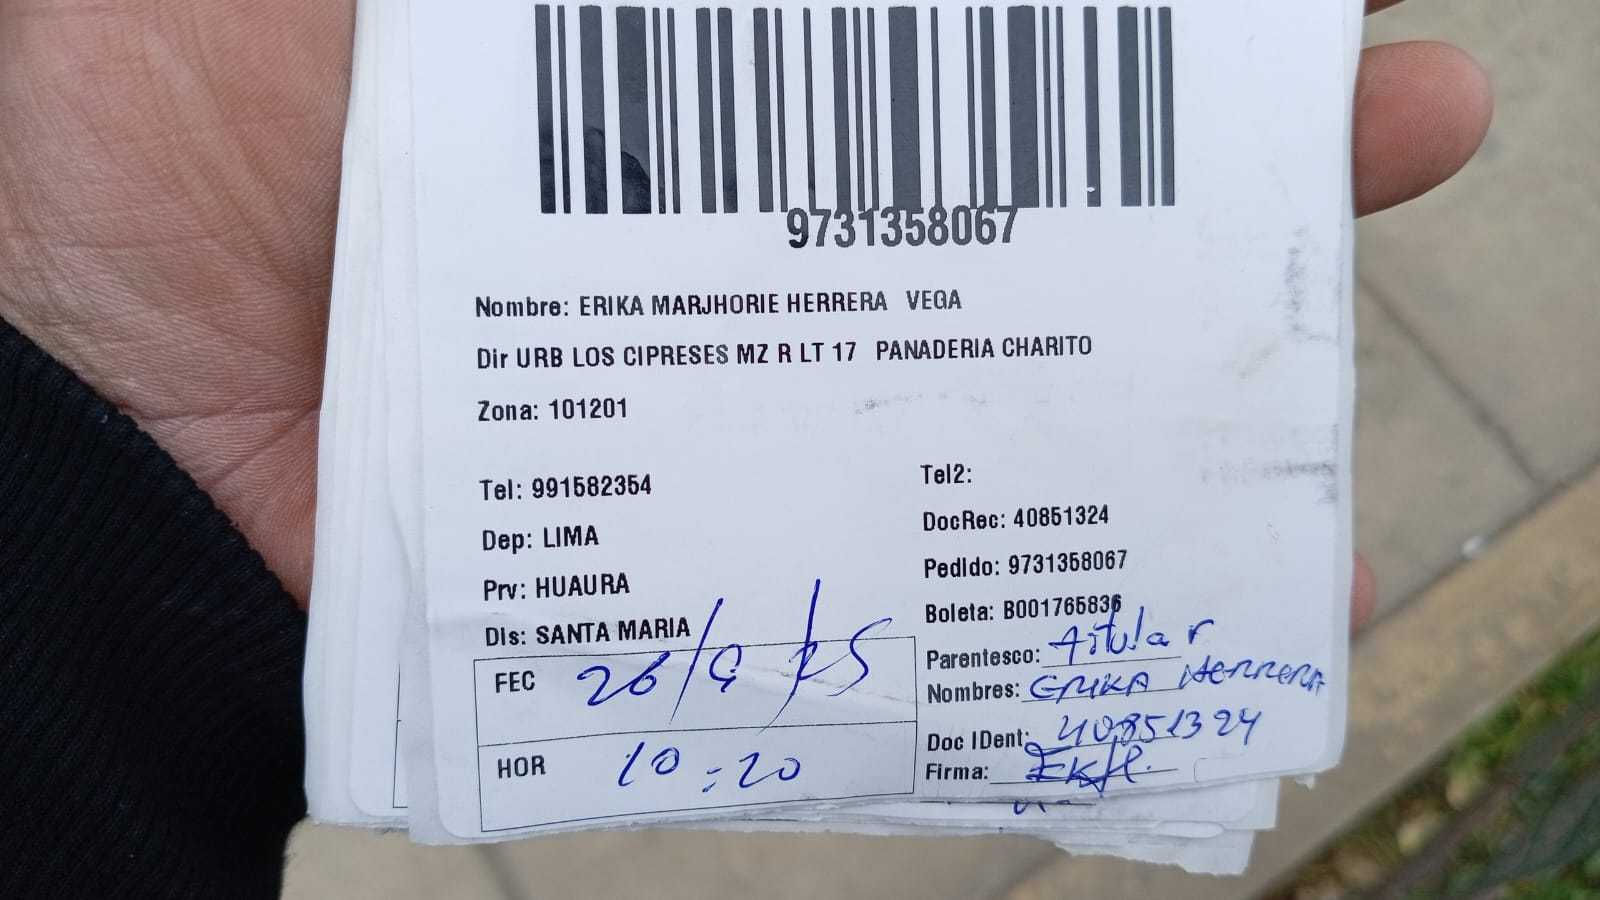 9731358067
Nombre: ERIKA MARJHORIE HERRERA VEGA
Dir URB LOS CIPRESES MZ R LT 17 PANADERIA CHARITO
Zona: 101201
Tel: 991582354
Tel2:
Dep: LIMA
DocRec: 40851324
Prv: HUAURA
Pedido: 9731358067
Dis: SANTA MARIA
Boleta: B001765836
Parentesco: titular
FEC 26/9/25
Nombres: ERIKA HERRERA
Doc IDent: 40851324
HOR 10:20
Firma: